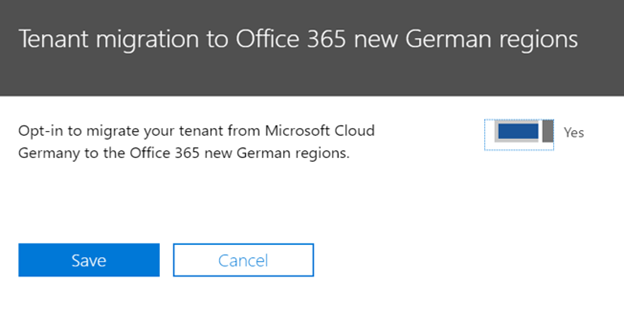 Tenant migration to Office 365 new German regions
Opt-in to migrate your tenant from Microsoft Cloud
Yes
Germany to the Office 365 new German regions.
Save
Cancel